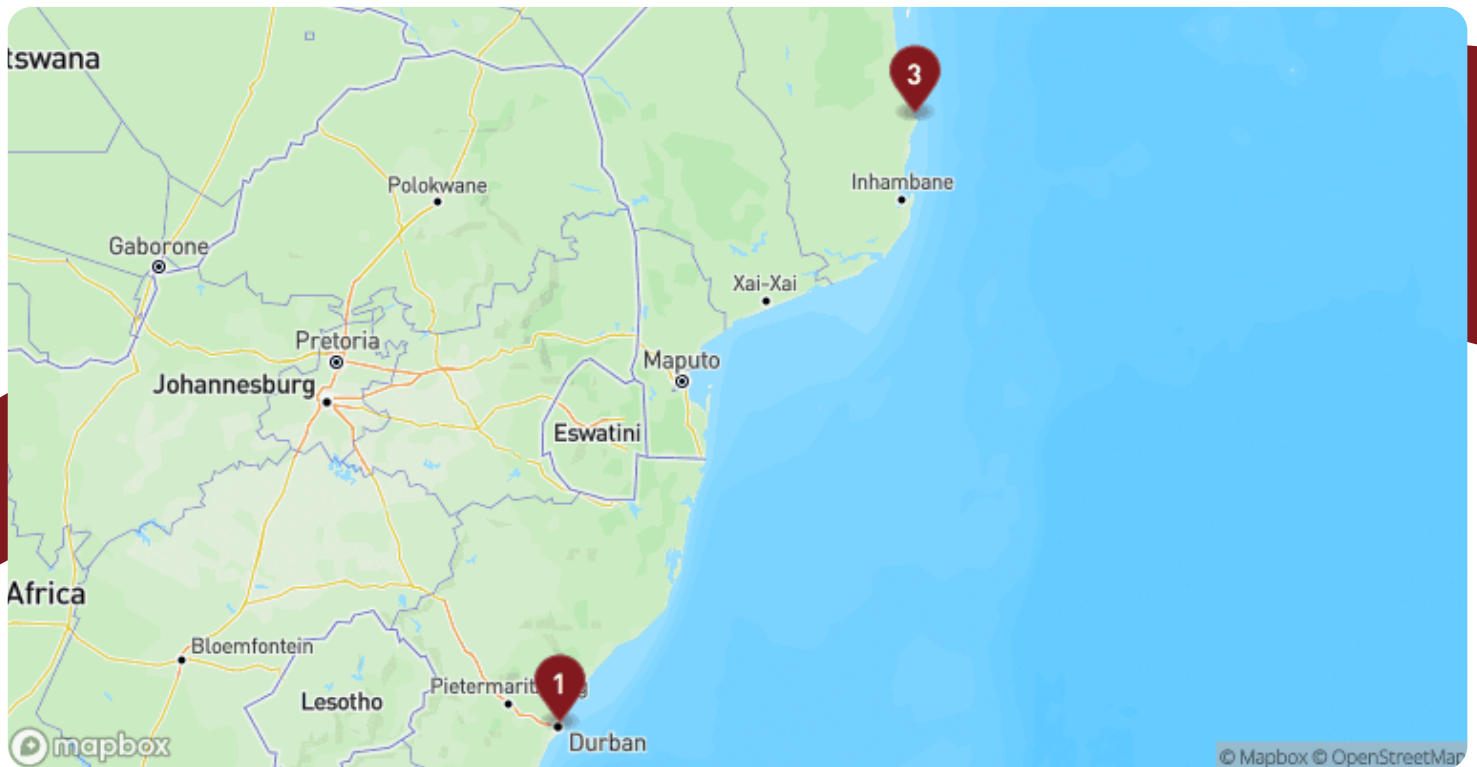 tswana
3
Polokwane
Inhambane
Gaborone
Xai-Xai
Pretoria
Maputo
Johannesburg
Eswatini
Africa
Bloemfontein
Pietermarit
g
1
Lesotho
Durban
mapbox
© Mapbox © OpenStreetMap